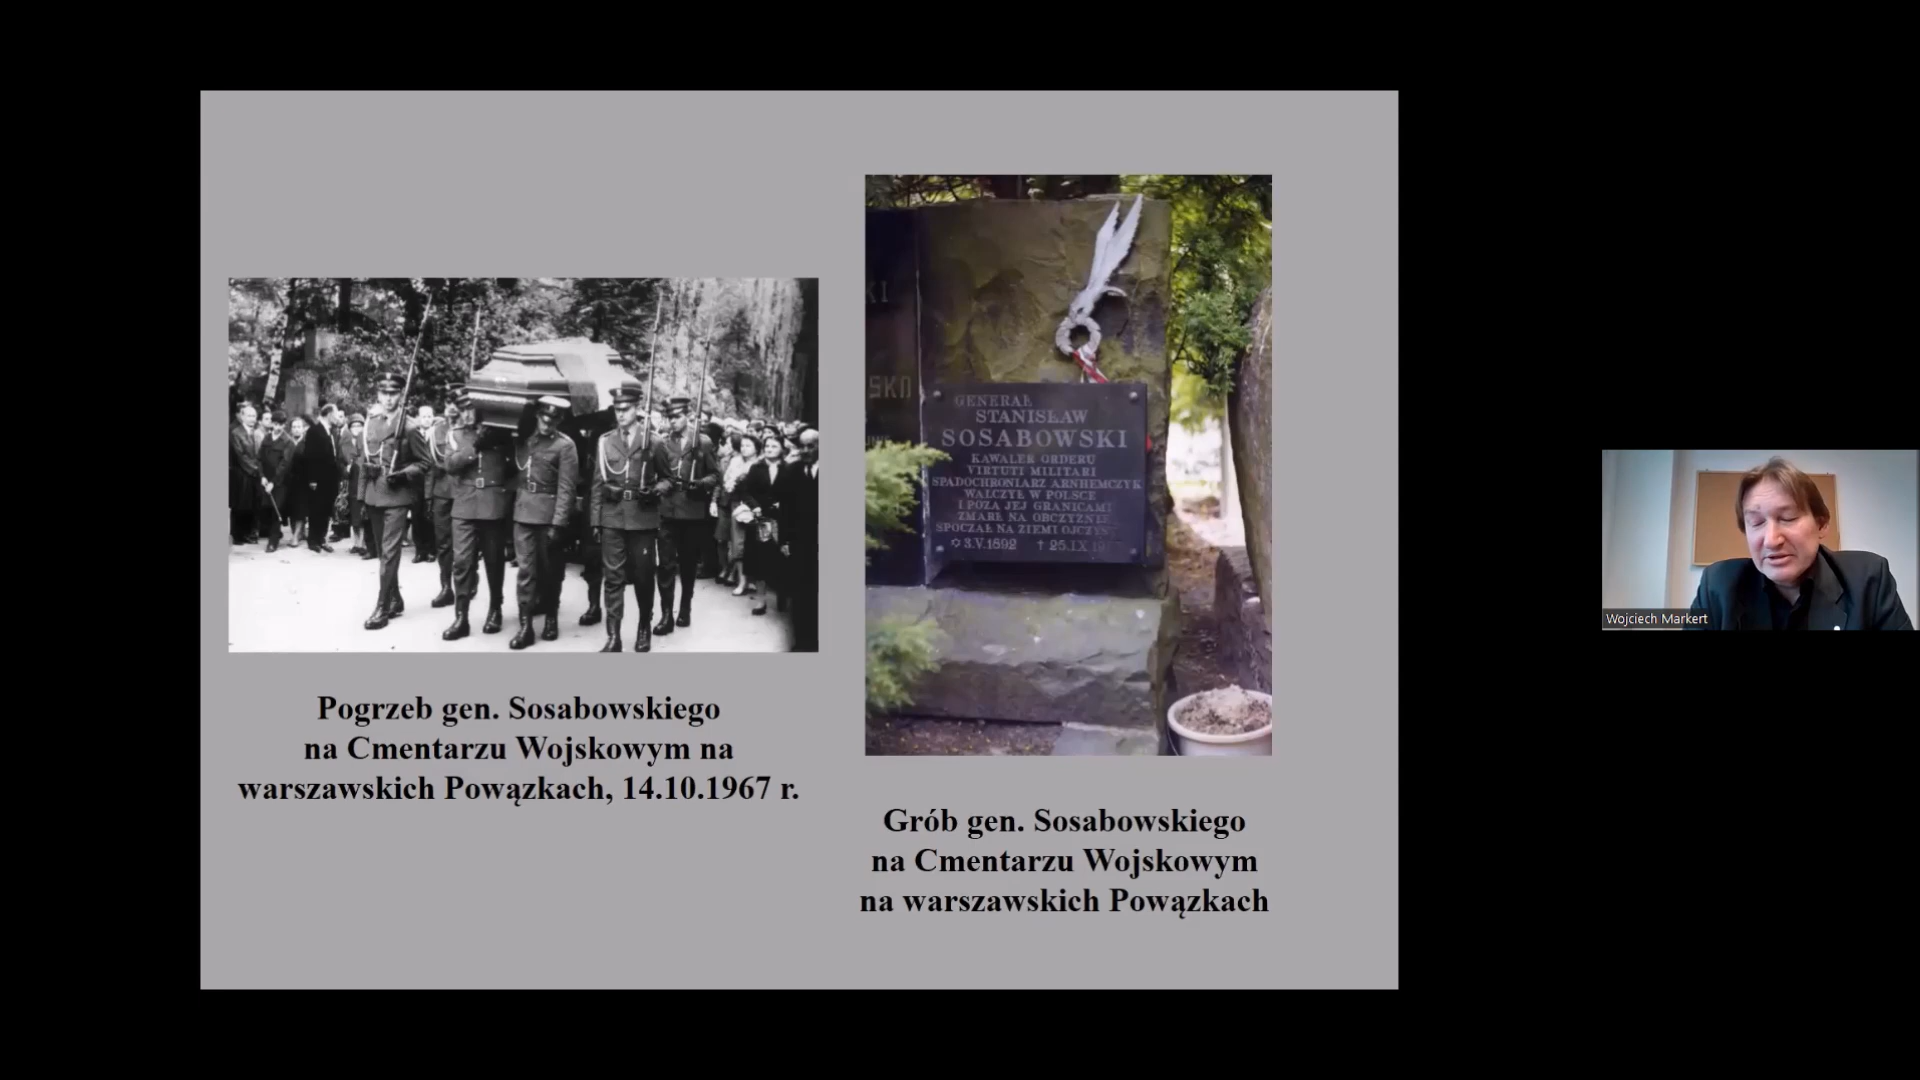 Pogrzeb gen. Sosabowskiego
na Cmentarzu Wojskowym na
warszawskich Powązkach, 14.10.1967 r.
GENERAŁ
STANISŁAW
SOSABOWSKI
KAWALER ORDERU
VIRTUTI MILITARI
SPADOCHRONIARZ ARNHEMCZYK
WALCZYŁ W POLSCE
I POZA JEJ GRANICAMI
ZMARŁ NA OBCZYŹNIE
SPOCZĄŁ NA ZIEMI
3.V.1892 † 25.IX
Grób gen. Sosabowskiego
na Cmentarzu Wojskowym
na warszawskich Powązkach
Wojciech Markert